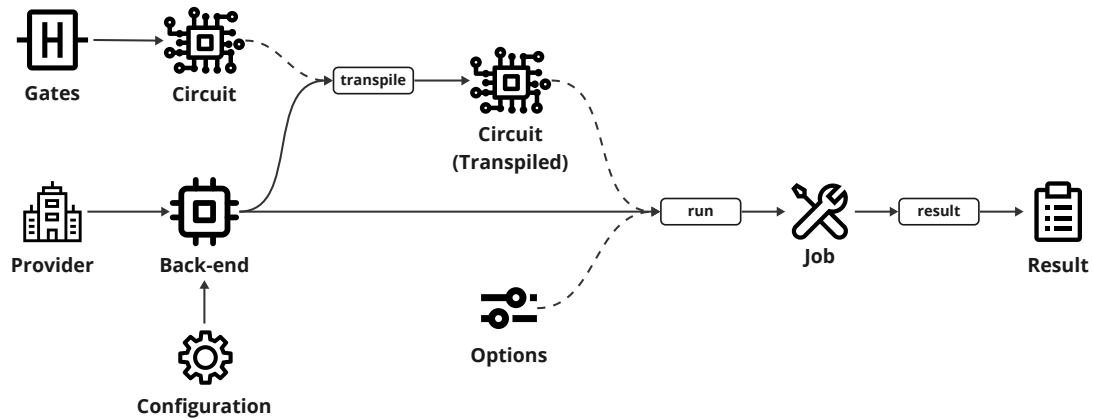 H
Gates
Circuit
transpile
Circuit
(Transpiled)
Provider
Back-end
run
Job
result
Result
Options
Configuration